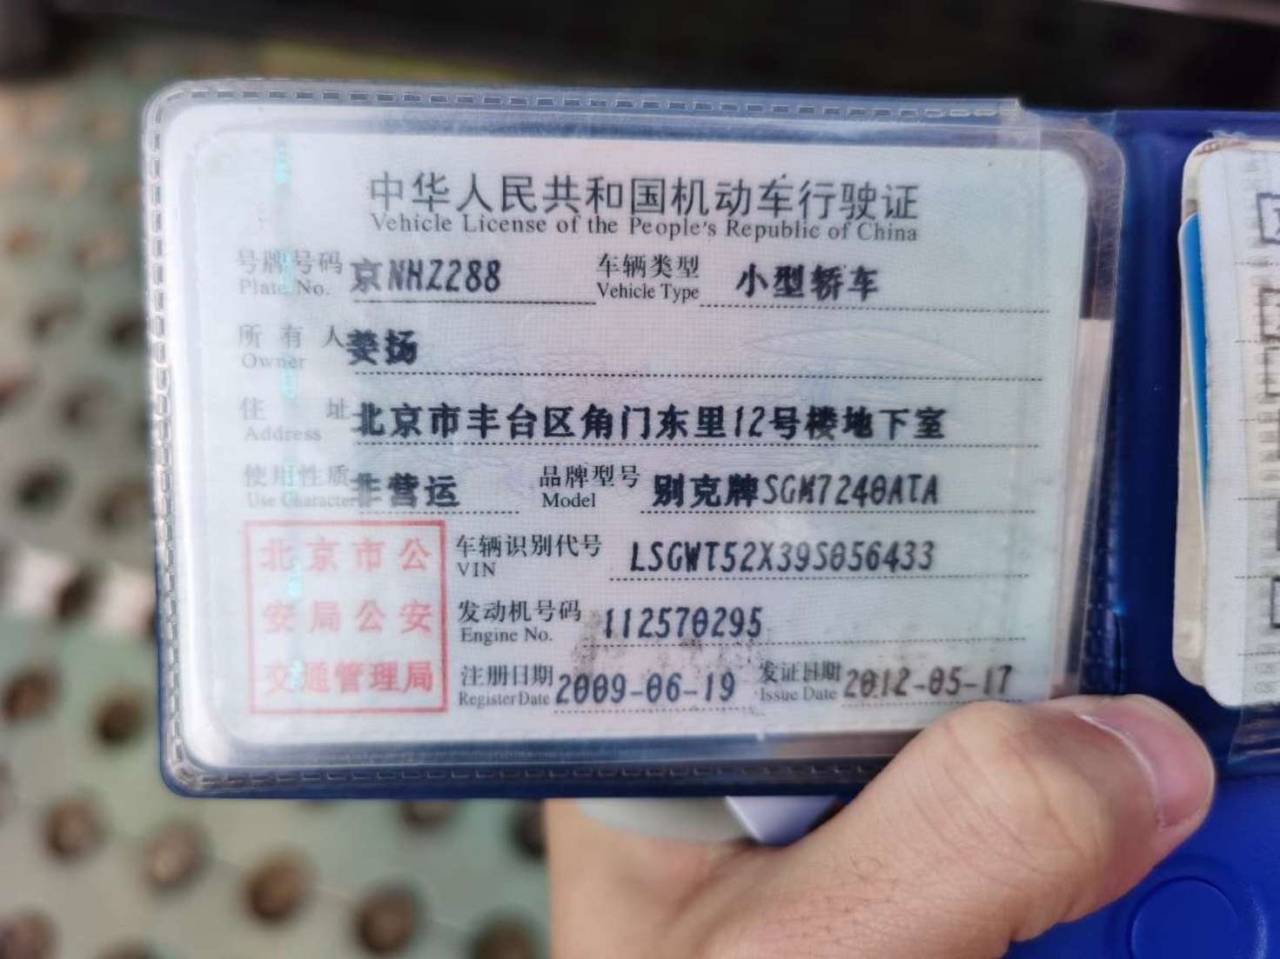 中华人民共和国机动车行驶证
Vehicle License of the People's Republic of China
号牌号码 京NHZ288 车辆类型 小型轿车
Plate No. Vehicle Type
所有人 姜扬
Owner
住址 北京市丰台区角门东里12号楼地下室
Address
使用性质 非营运 品牌型号 别克牌SGM7240ATA
Use Character Model
北京市公
安局公安
交通管理局
车辆识别代号 LSGWT52X39S056433
VIN
发动机号码 112570295
Engine No.
注册日期 2009-06-19 发证日期 2012-05-17
Register Date Issue Date